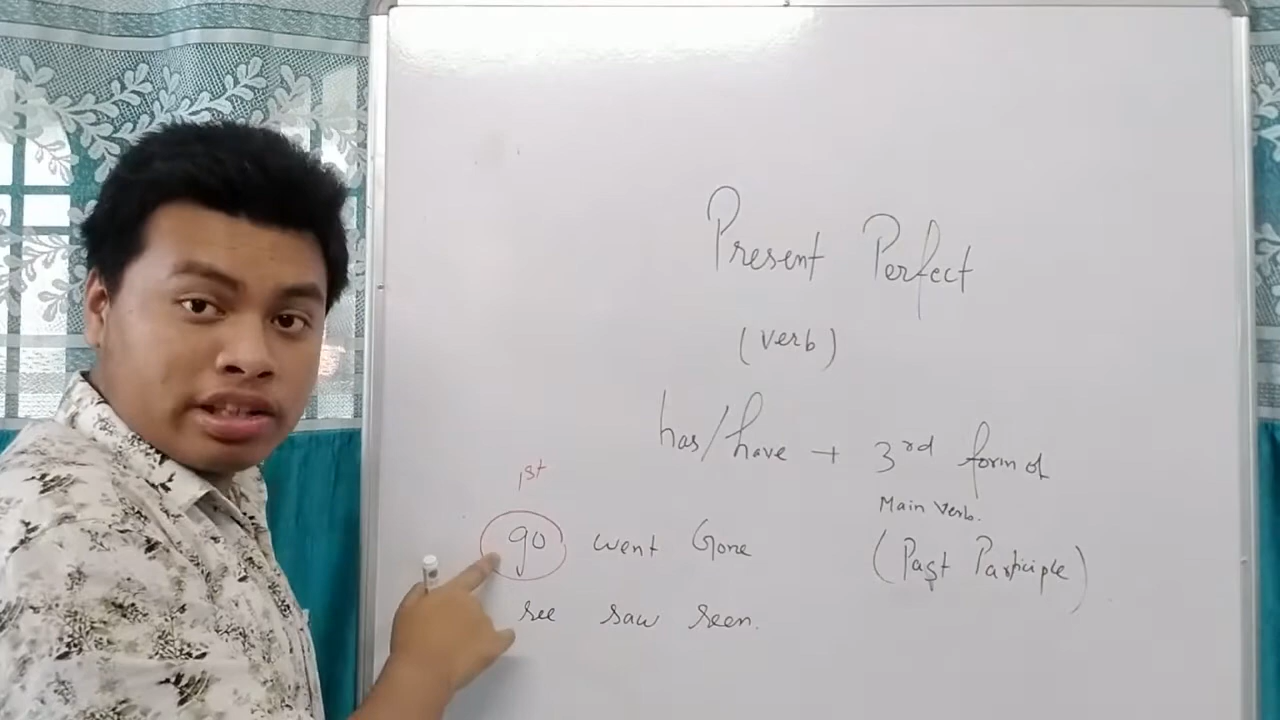 Present Perfect
(verb)
has/have + 3rd form of
Main verb.
(Past Participle)
1st
go went Gone
see saw seen.